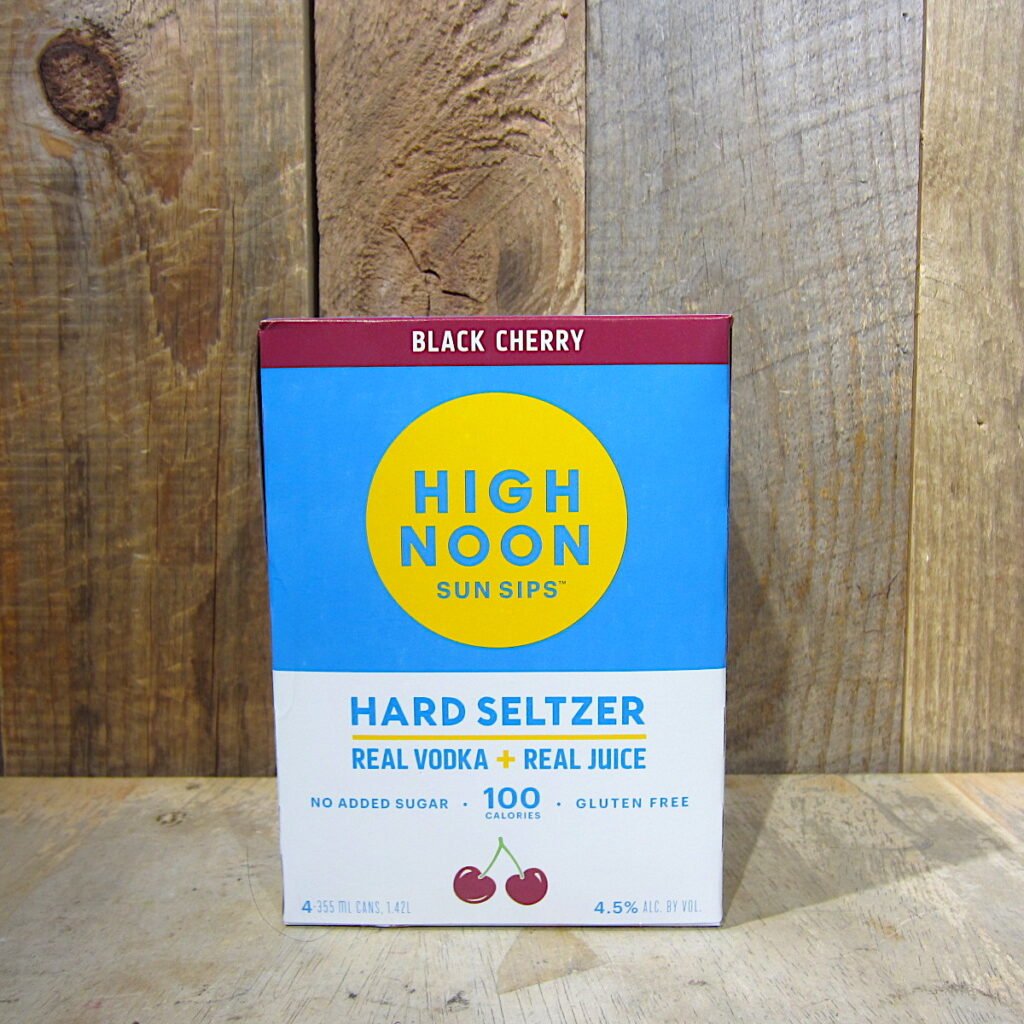 BLACK CHERRY
HIGH
NOON
SUN SIPS™
HARD SELTZER
REAL VODKA + REAL JUICE
NO ADDED SUGAR · 100 CALORIES · GLUTEN FREE
4-355 ML CANS, 1.42L
4.5% ALC. BY VOL.